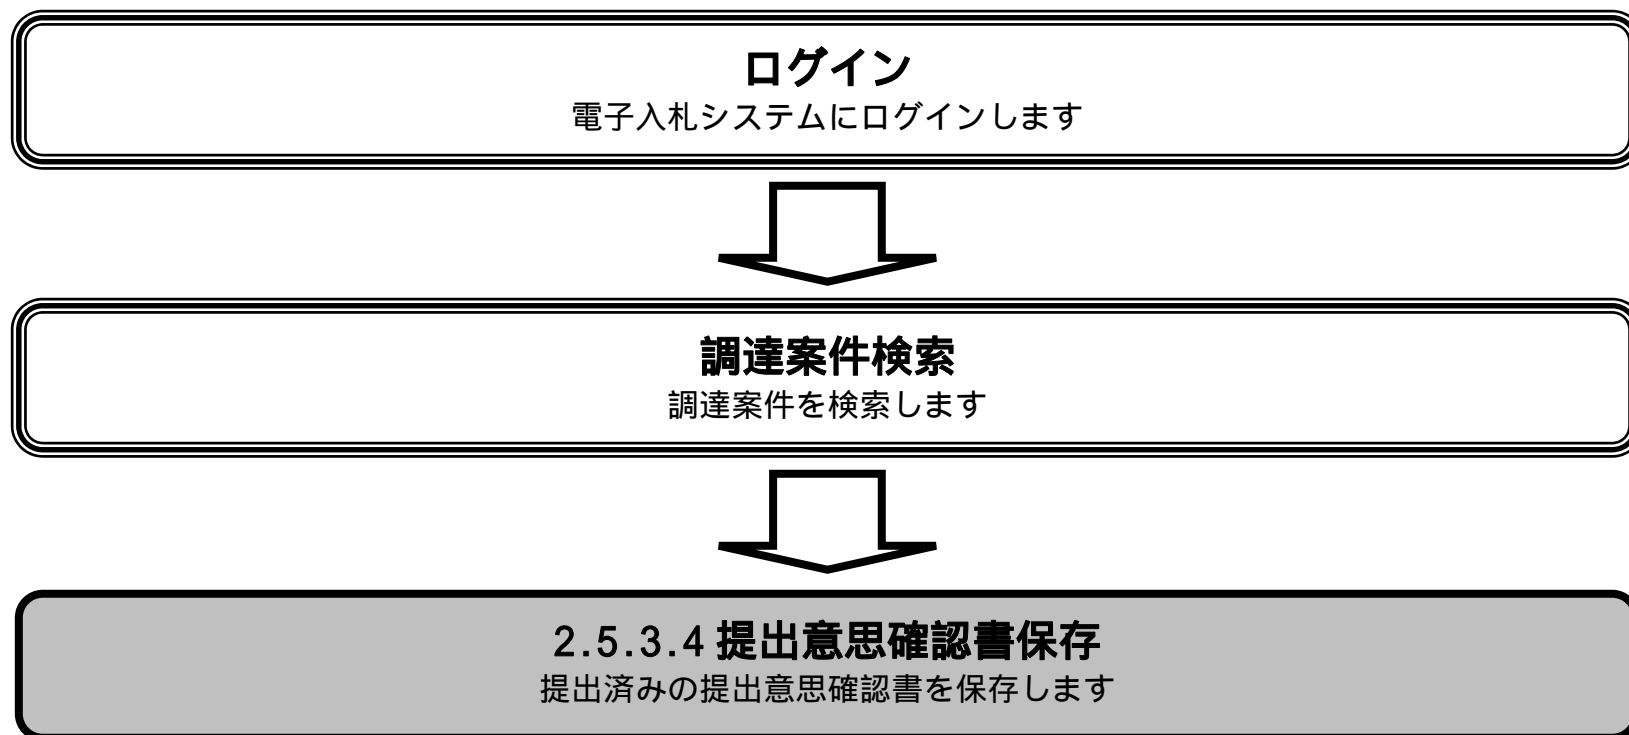 ログイン
電子入札システムにログインします
調達案件検索
調達案件を検索します
2.5.3.4 提出意思確認書保存
提出済みの提出意思確認書を保存します